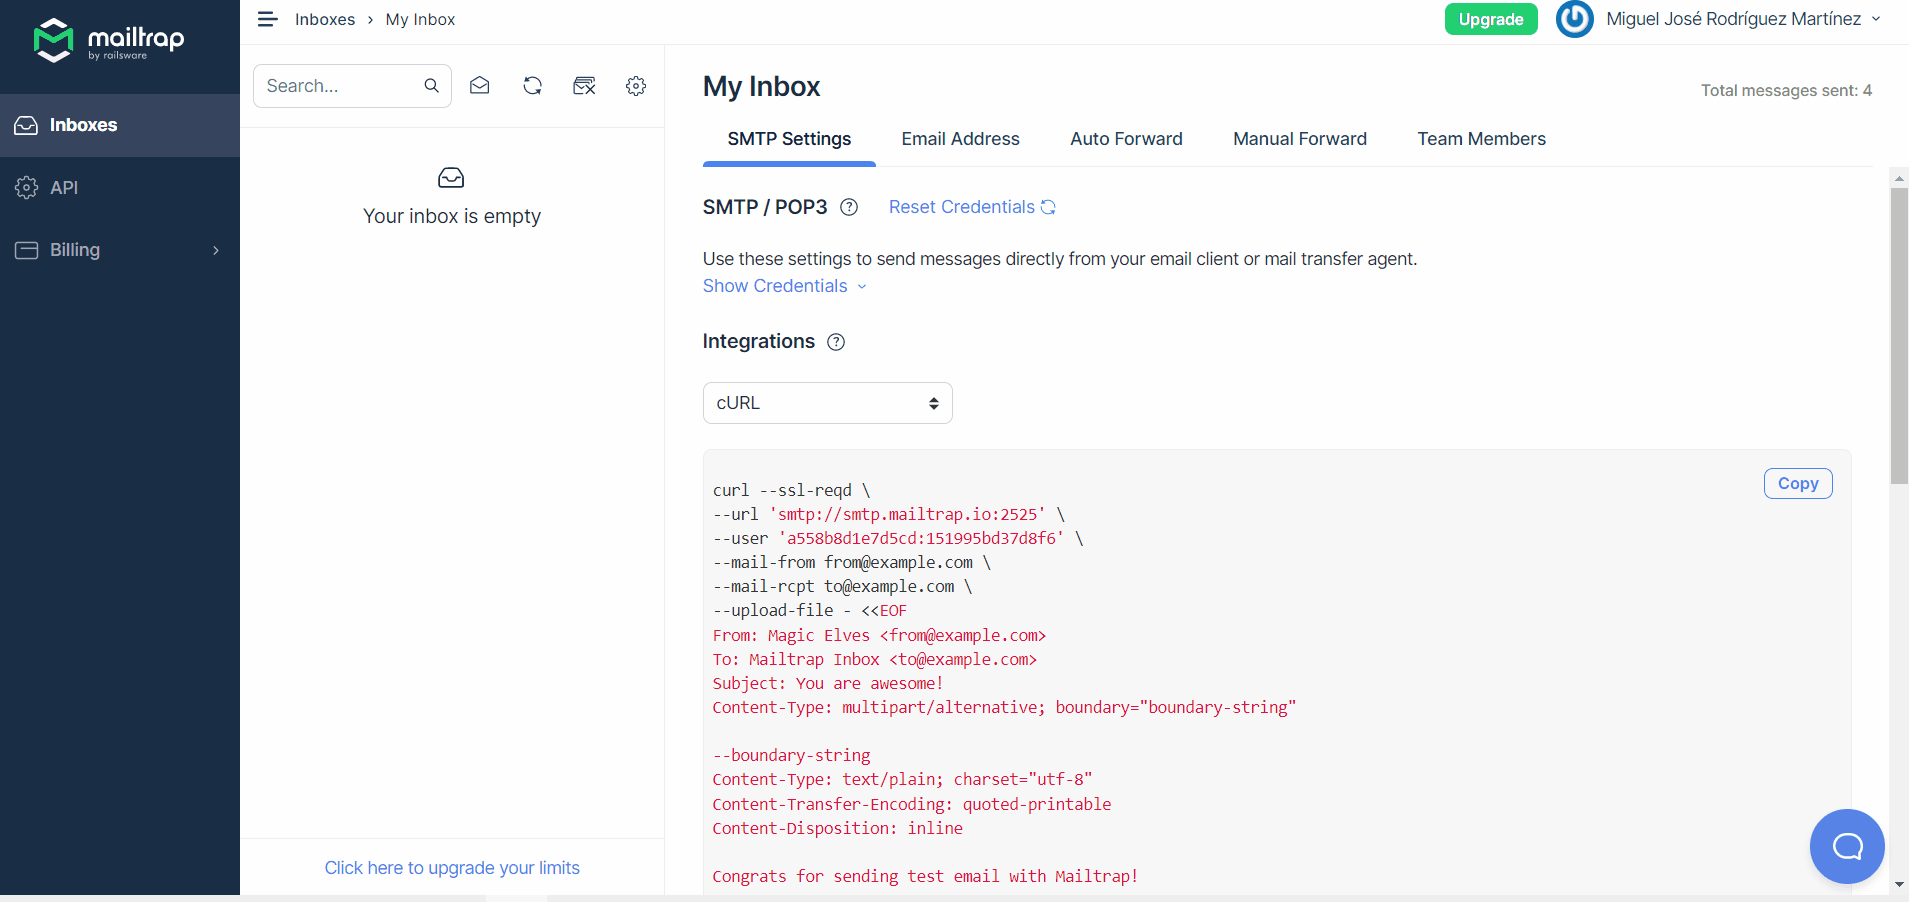 mailtrap
by railsware
Inboxes
API
Billing
Inboxes › My Inbox
Upgrade
Miguel José Rodríguez Martínez
Search...
Your inbox is empty
Click here to upgrade your limits
My Inbox
Total messages sent: 4
SMTP Settings Email Address Auto Forward Manual Forward Team Members
SMTP / POP3 ? Reset Credentials
Use these settings to send messages directly from your email client or mail transfer agent.
Show Credentials
Integrations ?
cURL
Copy
curl --ssl-reqd \
--url 'smtp://smtp.mailtrap.io:2525' \
--user 'a558b8d1e7d5cd:151995bd37d8f6' \
--mail-from from@example.com \
--mail-rcpt to@example.com \
--upload-file - <<EOF
From: Magic Elves <from@example.com>
To: Mailtrap Inbox <to@example.com>
Subject: You are awesome!
Content-Type: multipart/alternative; boundary="boundary-string"
--boundary-string
Content-Type: text/plain; charset="utf-8"
Content-Transfer-Encoding: quoted-printable
Content-Disposition: inline
Congrats for sending test email with Mailtrap!